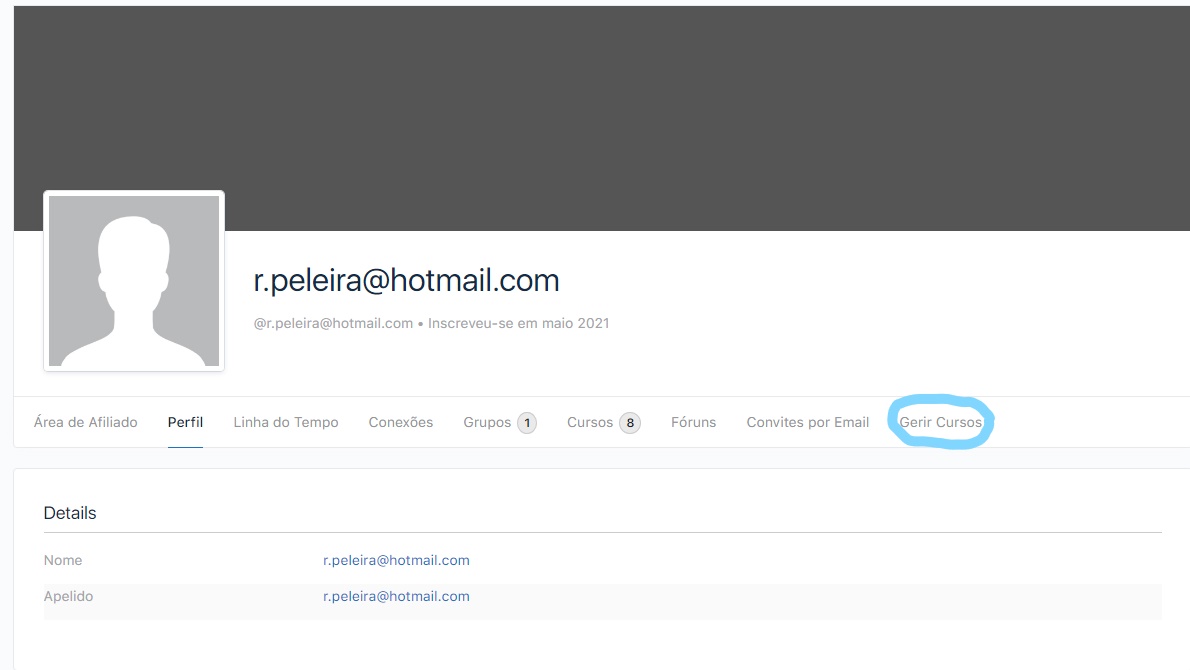 r.peleira@hotmail.com
@r.peleira@hotmail.com • Inscreveu-se em maio 2021
Área de Afiliado Perfil Linha do Tempo Conexões Grupos 1 Cursos 8 Fóruns Convites por Email Gerir Cursos
Details
Nome r.peleira@hotmail.com
Apelido r.peleira@hotmail.com